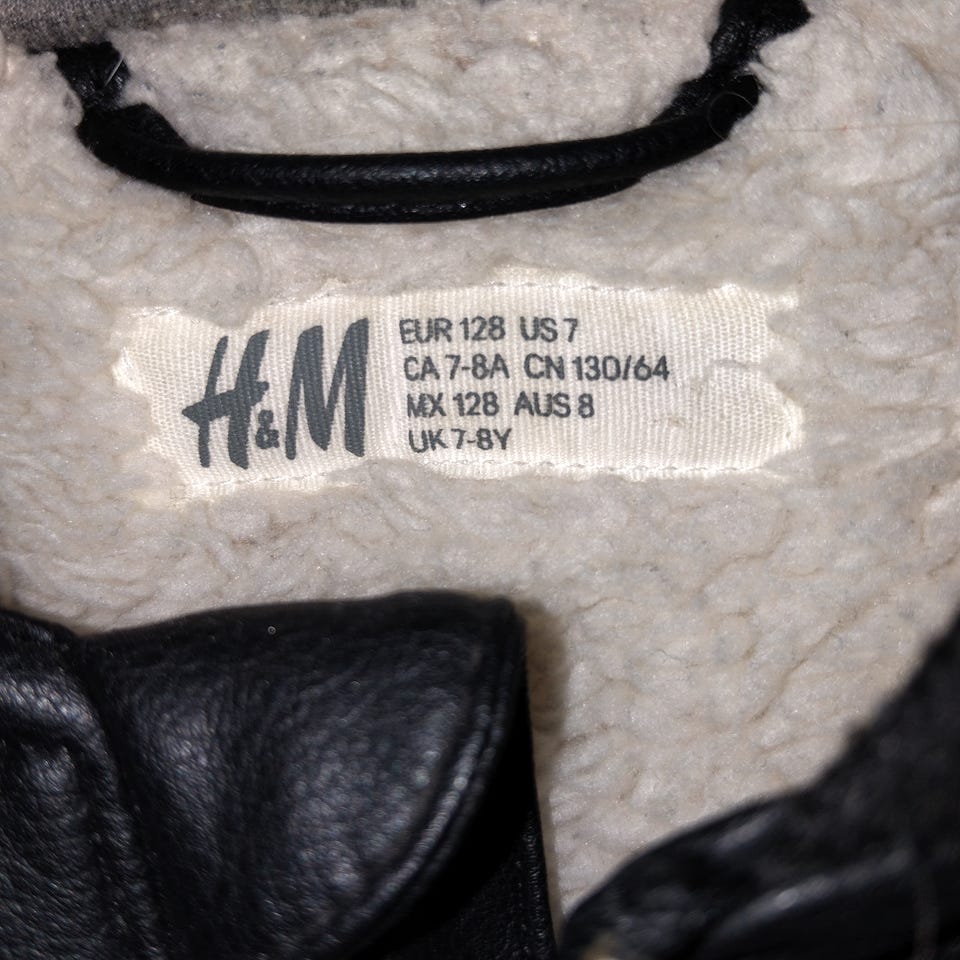 H&M
EUR 128 US 7
CA 7-8A CN 130/64
MX 128 AUS 8
UK 7-8Y